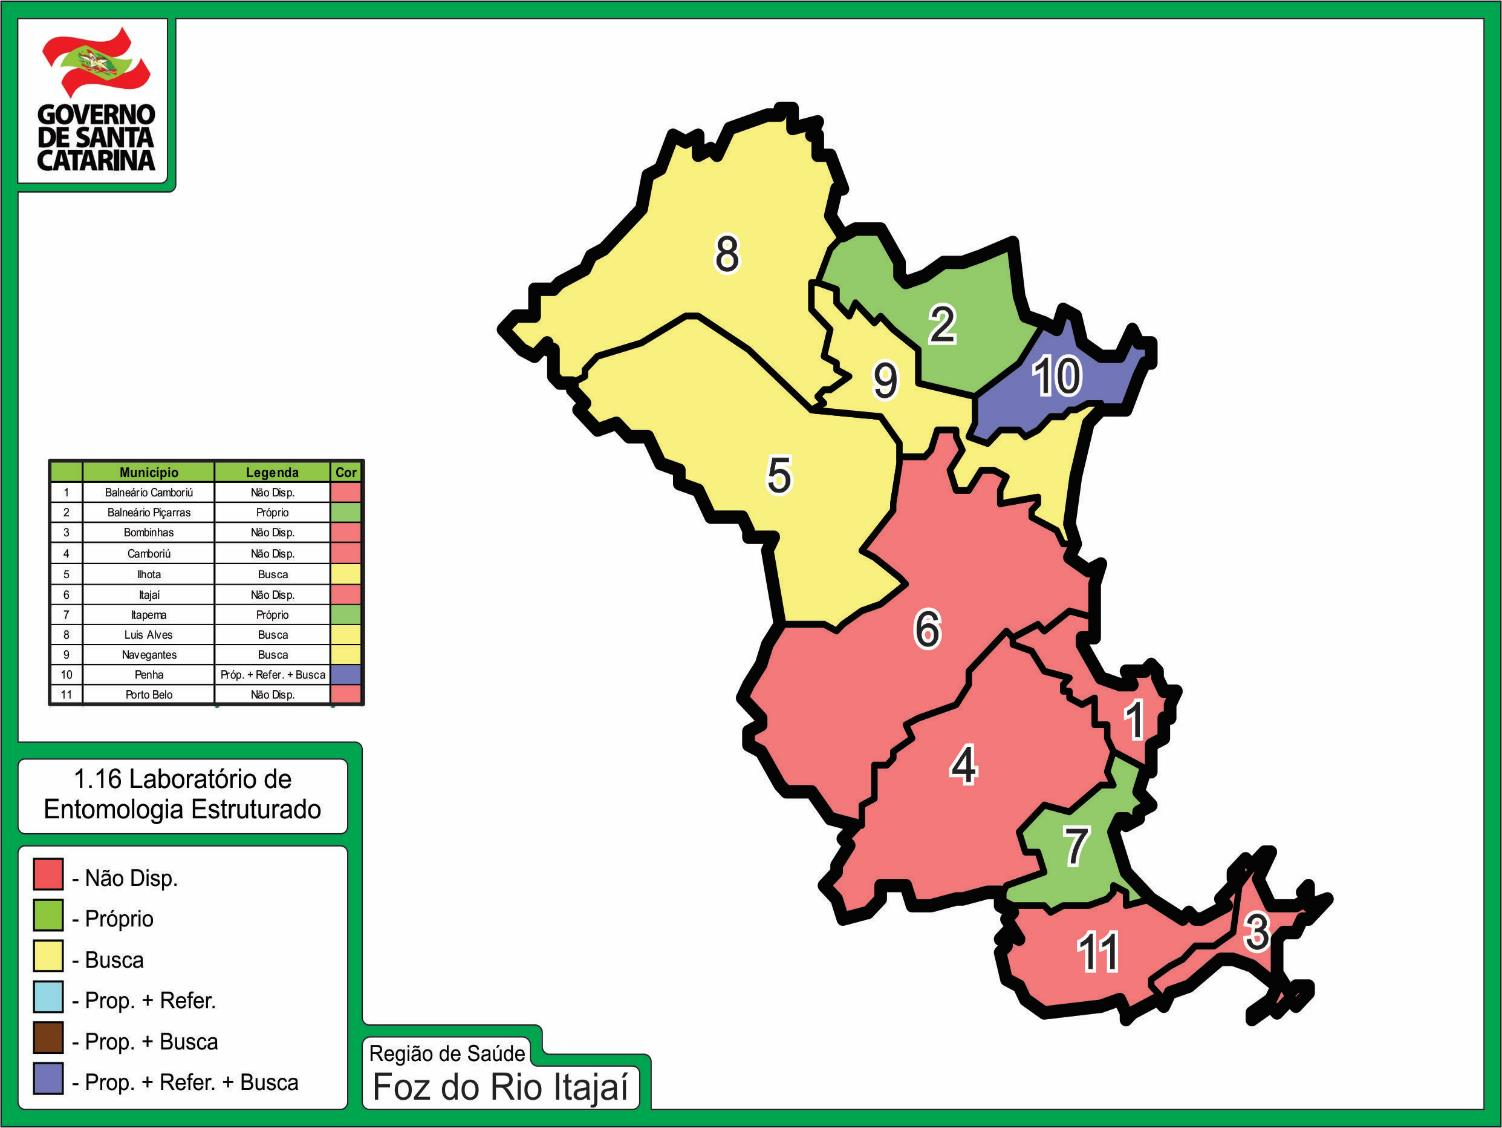 GOVERNO
DE SANTA
CATARINA
8
2
10
9
5
6
1
4
7
3
11
Município Legenda Cor
1 Balneário Camboriú Não Disp.
2 Balneário Piçarras Próprio
3 Bombinhas Não Disp.
4 Camboriú Não Disp.
5 Ilhota Busca
6 Itajaí Não Disp.
7 Itapema Próprio
8 Luis Alves Busca
9 Navegantes Busca
10 Penha Próp. + Refer. + Busca
11 Porto Belo Não Disp.
1.16 Laboratório de
Entomologia Estruturado
- Não Disp.
- Próprio
- Busca
- Prop. + Refer.
- Prop. + Busca
- Prop. + Refer. + Busca
Região de Saúde
Foz do Rio Itajaí